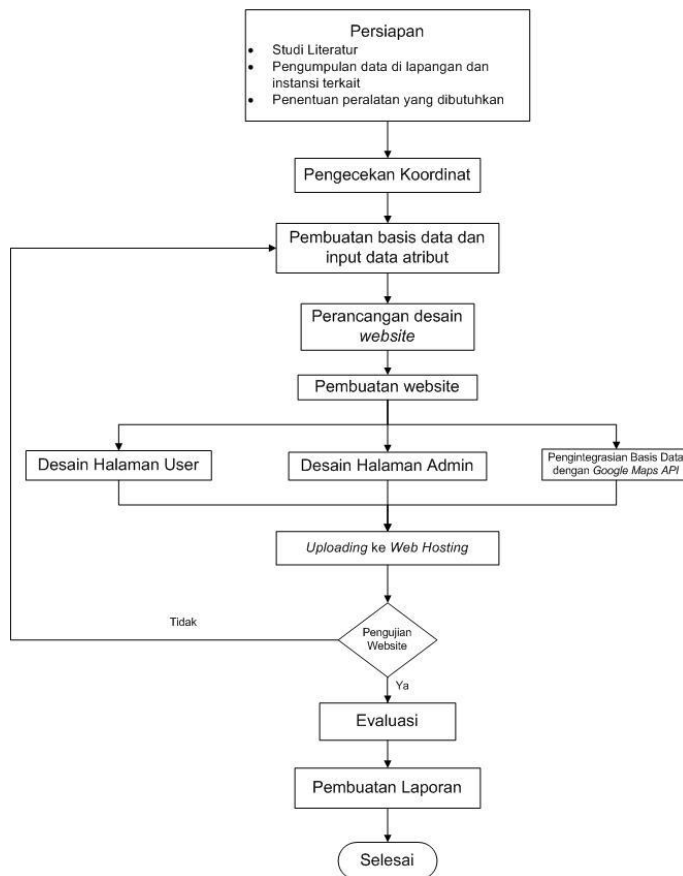 Persiapan
• Studi Literatur
• Pengumpulan data di lapangan dan
instansi terkait
• Penentuan peralatan yang dibutuhkan
Pengecekan Koordinat
Pembuatan basis data dan
input data atribut
Perancangan desain
website
Pembuatan website
Desain Halaman User
Desain Halaman Admin
Pengintegrasian Basis Data
dengan Google Maps API
Uploading ke Web Hosting
Tidak
Pengujian
Website
Ya
Evaluasi
Pembuatan Laporan
Selesai